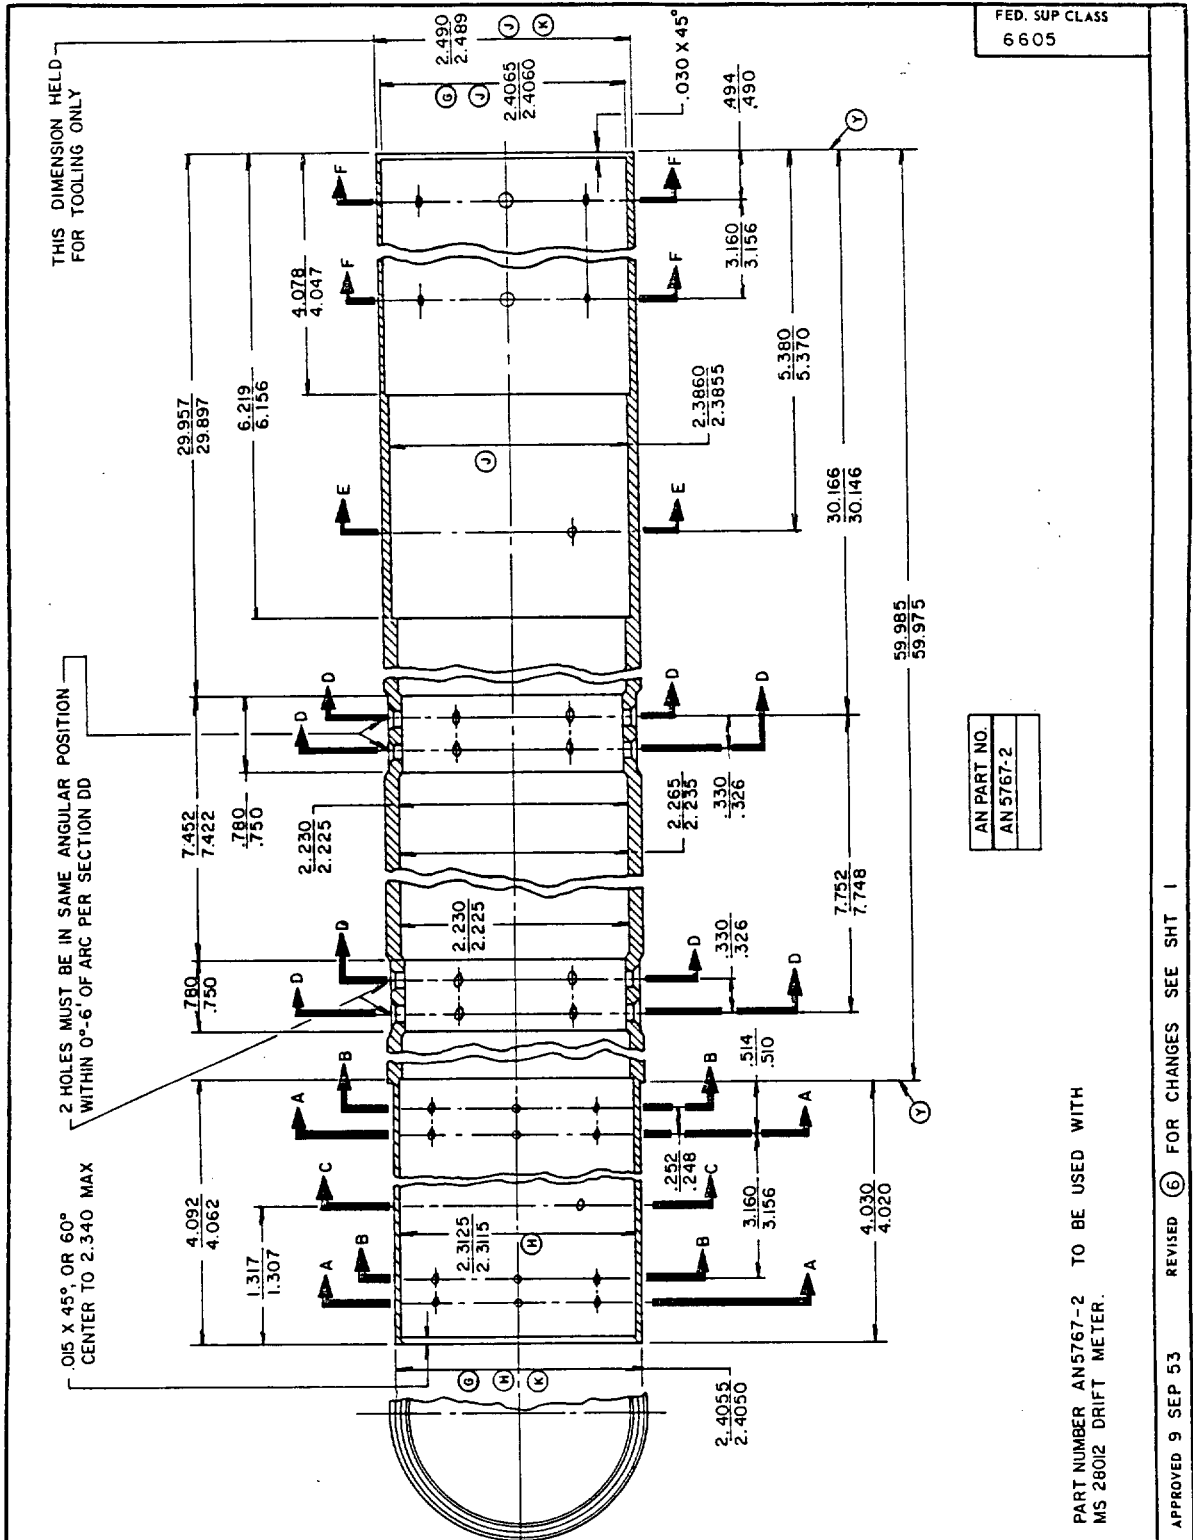 FED. SUP CLASS
6605
THIS DIMENSION HELD
FOR TOOLING ONLY
2.490
2.489
J
K
2.4065
2.4060
G
J
.030 X 45°
.494
.490
Y
F
F
F
F
3.160
3.156
4.078
4.047
6.219
6.156
29.957
29.897
5.380
5.370
2.3860
2.3855
J
E
E
30.166
30.146
59.985
59.975
2 HOLES MUST BE IN SAME ANGULAR POSITION
WITHIN 0°-6' OF ARC PER SECTION DD
D
D
D
D
7.452
7.422
.780
.750
2.230
2.225
2.265
2.235
.330
.326
7.752
7.748
2.230
2.225
.780
.750
D
D
D
D
.330
.326
.514
.510
B
A
B
A
Y
.252
.248
C
C
3.160
3.156
4.030
4.020
.015 X 45°, OR 60°
CENTER TO 2.340 MAX
4.092
4.062
1.317
1.307
2.3125
2.3115
H
B
A
B
A
G
H
K
2.4055
2.4050
AN PART NO.
AN 5767-2
PART NUMBER AN5767-2 TO BE USED WITH
MS 28012 DRIFT METER.
APPROVED 9 SEP 53 REVISED 6 FOR CHANGES SEE SHT 1